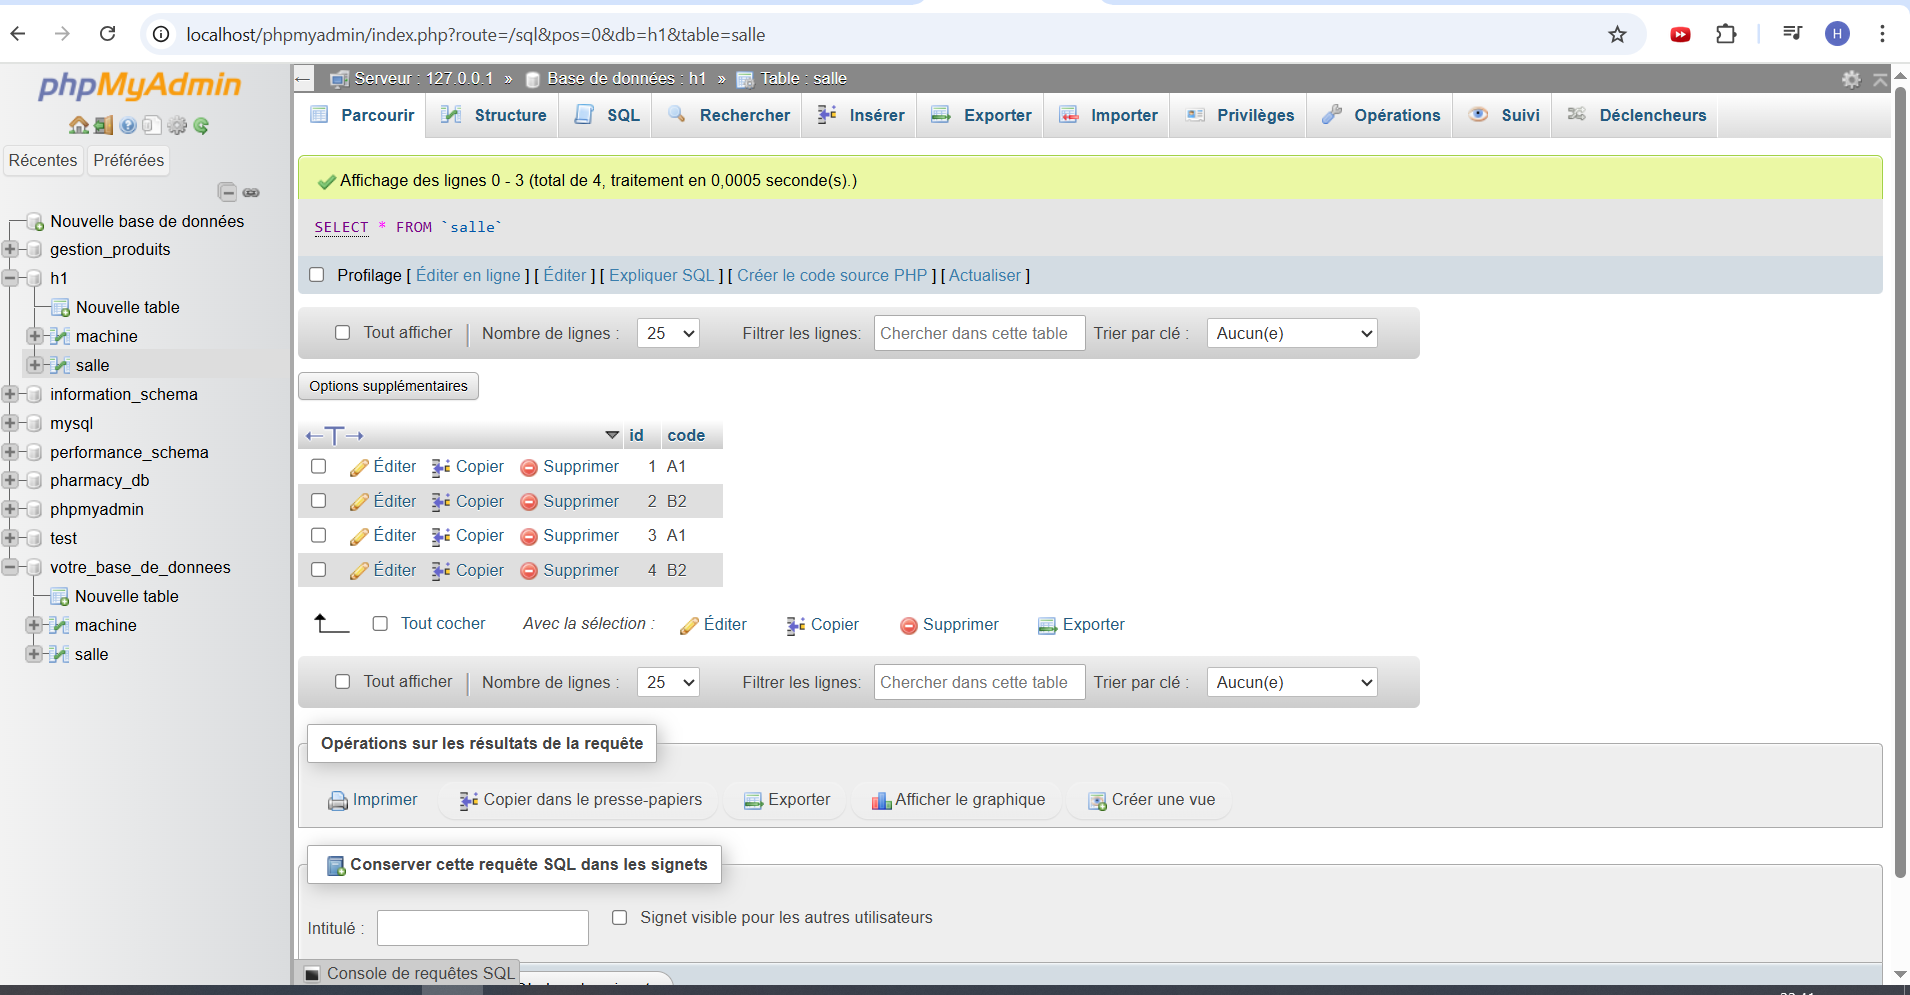 localhost/phpmyadmin/index.php?route=/sql&pos=0&db=h1&table=salle
H
phpMyAdmin
Récentes Préférées
Nouvelle base de données
gestion_produits
h1
Nouvelle table
machine
salle
information_schema
mysql
performance_schema
pharmacy_db
phpmyadmin
test
votre_base_de_donnees
Nouvelle table
machine
salle
Serveur : 127.0.0.1 » Base de données : h1 » Table : salle
Parcourir Structure SQL Rechercher Insérer Exporter Importer Privilèges Opérations Suivi Déclencheurs
Affichage des lignes 0 - 3 (total de 4, traitement en 0,0005 seconde(s).)
SELECT * FROM `salle`
Profilage [ Éditer en ligne ] [ Éditer ] [ Expliquer SQL ] [ Créer le code source PHP ] [ Actualiser ]
Tout afficher | Nombre de lignes : 25 Filtrer les lignes: Chercher dans cette table Trier par clé : Aucun(e)
Options supplémentaires
←T→ id code
Éditer Copier Supprimer 1 A1
Éditer Copier Supprimer 2 B2
Éditer Copier Supprimer 3 A1
Éditer Copier Supprimer 4 B2
Tout cocher Avec la sélection : Éditer Copier Supprimer Exporter
Tout afficher | Nombre de lignes : 25 Filtrer les lignes: Chercher dans cette table Trier par clé : Aucun(e)
Opérations sur les résultats de la requête
Imprimer Copier dans le presse-papiers Exporter Afficher le graphique Créer une vue
Conserver cette requête SQL dans les signets
Intitulé : Signet visible pour les autres utilisateurs
Console de requêtes SQL